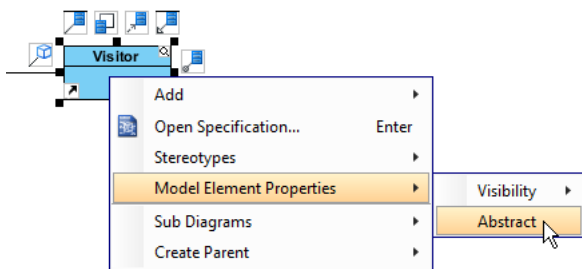 Visitor
Add
Open Specification... Enter
Stereotypes
Model Element Properties
Visibility
Sub Diagrams
Abstract
Create Parent